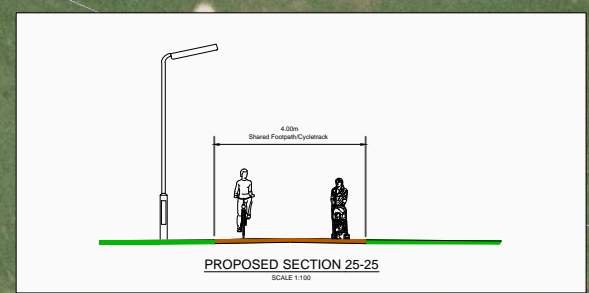 4.00m
Shared Footpath/Cycletrack
PROPOSED SECTION 25-25
SCALE 1:100